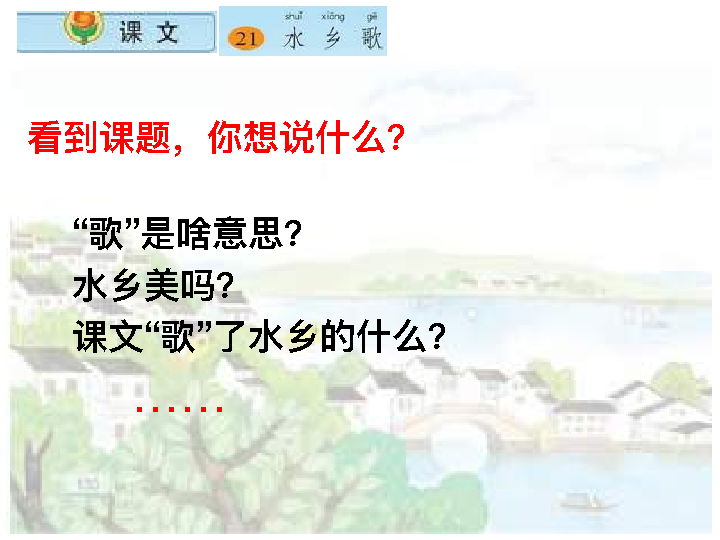 课 文
shuǐ xiāng gē
21 水 乡 歌
看到课题，你想说什么？
“歌”是啥意思？
水乡美吗？
课文“歌”了水乡的什么？
······